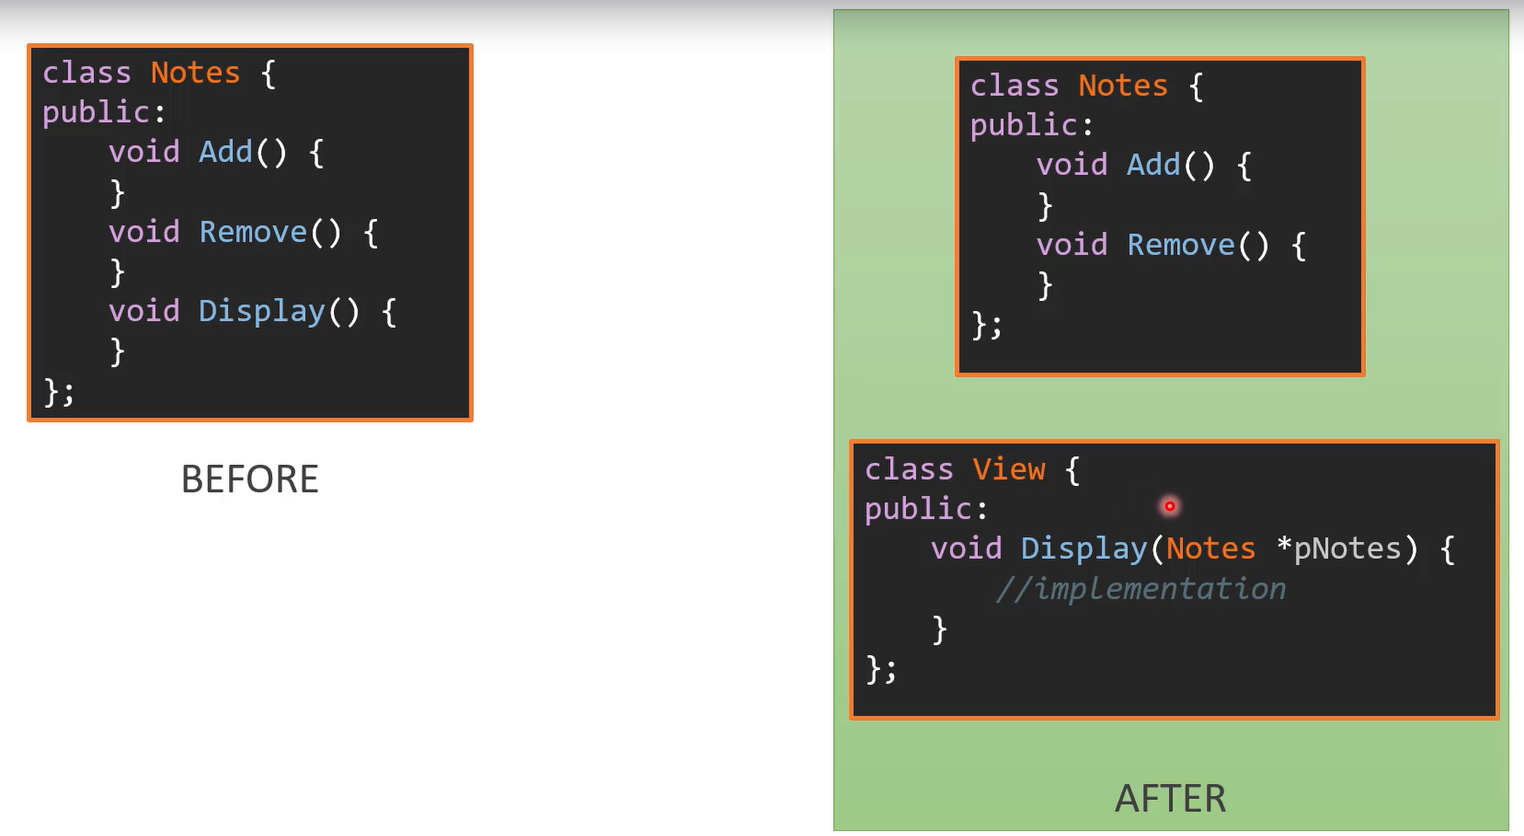 class Notes {
public:
    void Add() {
    }
    void Remove() {
    }
    void Display() {
    }
};
BEFORE
class Notes {
public:
    void Add() {
    }
    void Remove() {
    }
};
class View {
public:
    void Display(Notes *pNotes) {
        //implementation
    }
};
AFTER